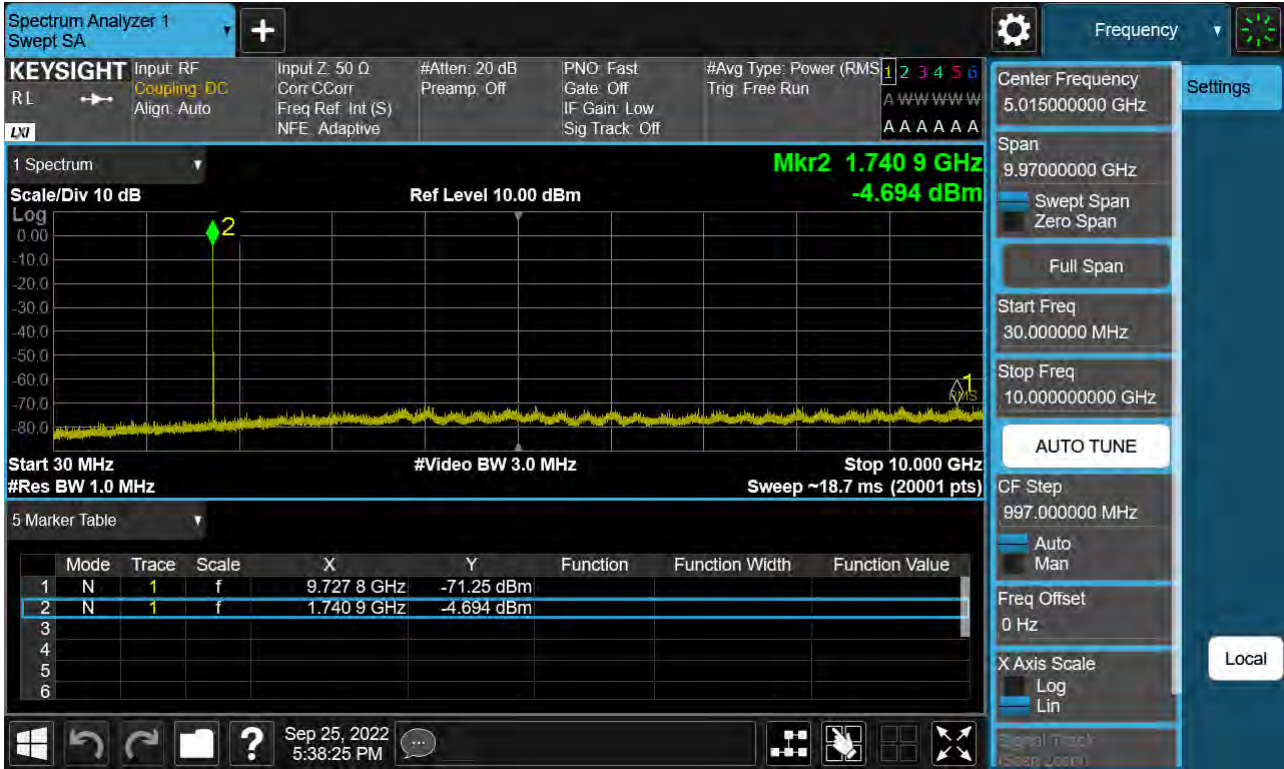 Spectrum Analyzer 1
Swept SA
+
Frequency
KEYSIGHT
RL
LXI
Input: RF
Coupling: DC
Align: Auto
Input Z: 50 Ω
Corr CCorr
Freq Ref: Int (S)
NFE: Adaptive
#Atten: 20 dB
Preamp: Off
PNO: Fast
Gate: Off
IF Gain: Low
Sig Track: Off
#Avg Type: Power (RMS
Trig: Free Run
1 2 3 4 5 6
A W W W W W
A A A A A A
1 Spectrum
Mkr2 1.740 9 GHz
-4.694 dBm
Scale/Div 10 dB
Ref Level 10.00 dBm
Log
0.00
-10.0
-20.0
-30.0
-40.0
-50.0
-60.0
-70.0
-80.0
2
1
RMS
Start 30 MHz
#Video BW 3.0 MHz
Stop 10.000 GHz
#Res BW 1.0 MHz
Sweep ~18.7 ms (20001 pts)
5 Marker Table
Mode Trace Scale X Y Function Function Width Function Value
1 N 1 f 9.727 8 GHz -71.25 dBm
2 N 1 f 1.740 9 GHz -4.694 dBm
3
4
5
6
?
Sep 25, 2022
5:38:25 PM
Center Frequency
5.015000000 GHz
Settings
Span
9.97000000 GHz
Swept Span
Zero Span
Full Span
Start Freq
30.000000 MHz
Stop Freq
10.000000000 GHz
AUTO TUNE
CF Step
997.000000 MHz
Auto
Man
Freq Offset
0 Hz
X Axis Scale
Log
Lin
Local
Signal Track
(Span Zoom)